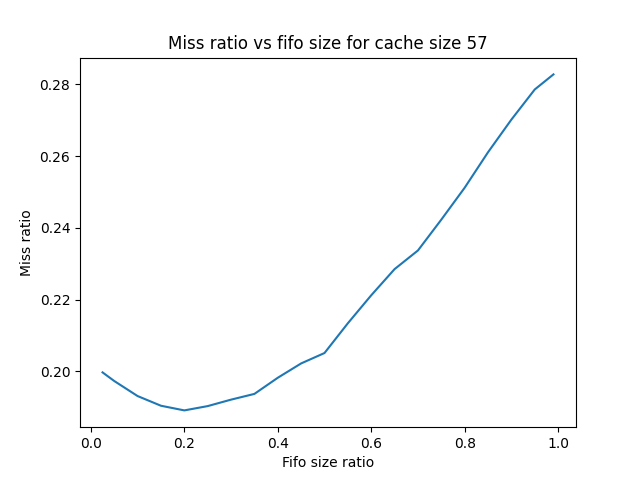 Miss ratio vs fifo size for cache size 57
0.28
0.26
0.24
0.22
0.20
Miss ratio
0.0 0.2 0.4 0.6 0.8 1.0
Fifo size ratio